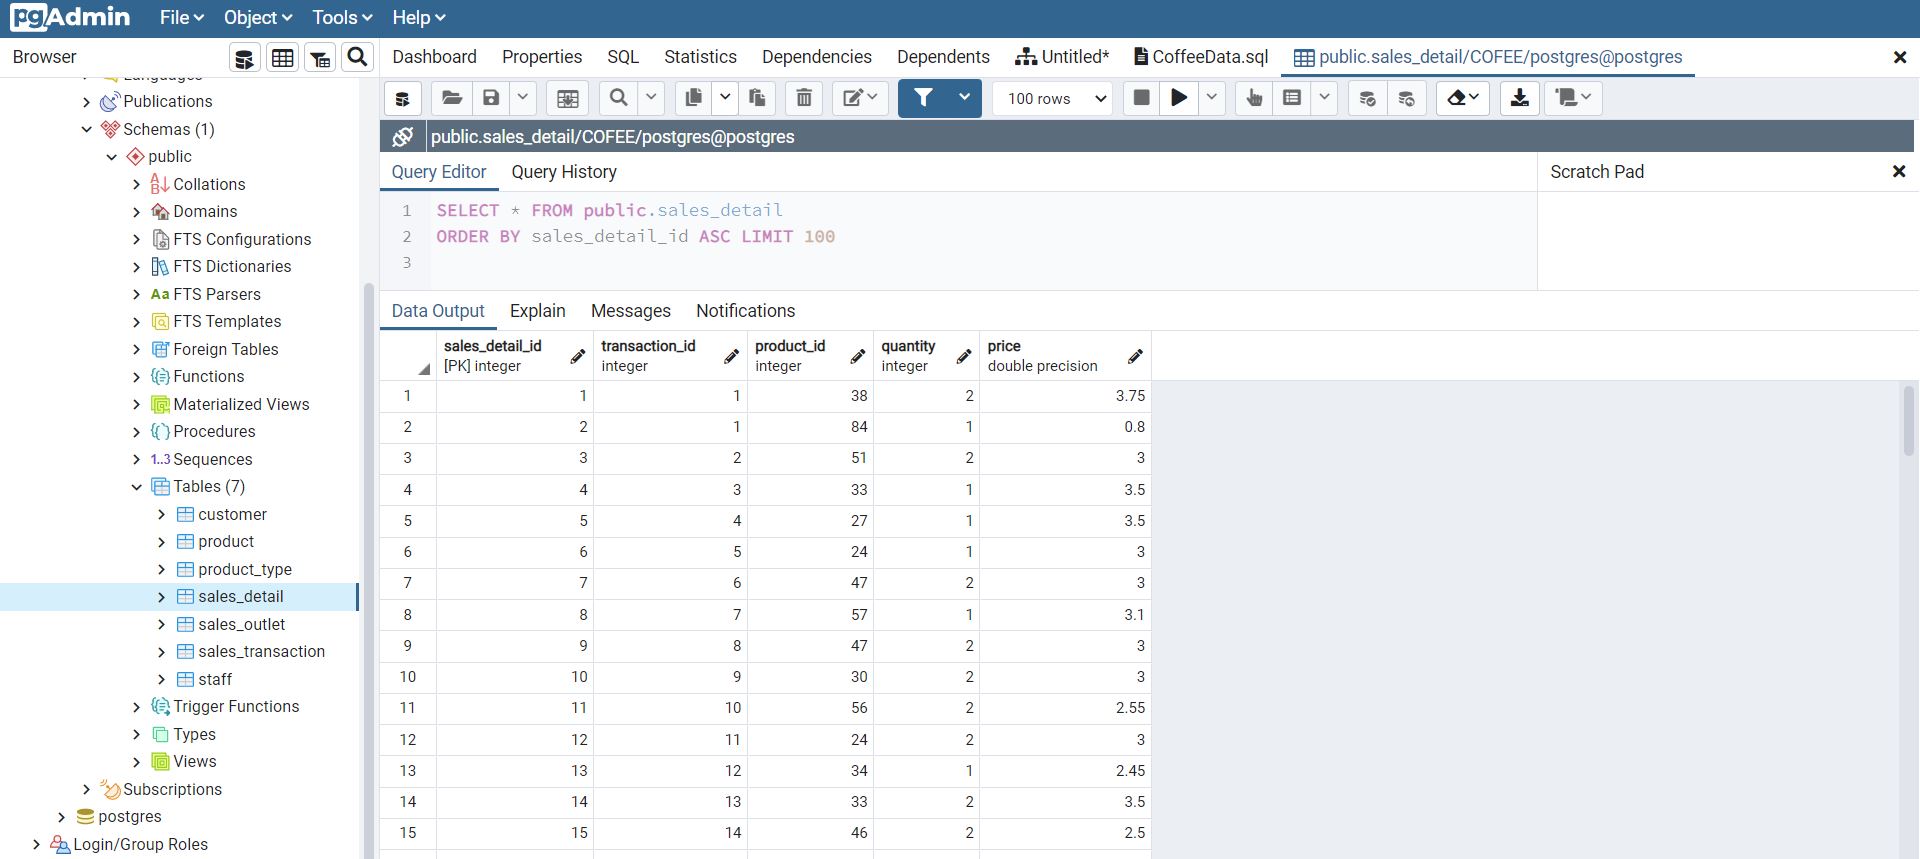 pgAdmin File Object Tools Help
Browser
Dashboard Properties SQL Statistics Dependencies Dependents Untitled* CoffeeData.sql public.sales_detail/COFEE/postgres@postgres
Languages
Publications
Schemas (1)
public
Collations
Domains
FTS Configurations
FTS Dictionaries
Aa FTS Parsers
FTS Templates
Foreign Tables
Functions
Materialized Views
Procedures
1..3 Sequences
Tables (7)
customer
product
product_type
sales_detail
sales_outlet
sales_transaction
staff
Trigger Functions
Types
Views
Subscriptions
postgres
Login/Group Roles
100 rows
public.sales_detail/COFEE/postgres@postgres
Query Editor Query History
Scratch Pad
1 SELECT * FROM public.sales_detail
2 ORDER BY sales_detail_id ASC LIMIT 100
3
Data Output Explain Messages Notifications
sales_detail_id transaction_id product_id quantity price
[PK] integer integer integer integer double precision
1 1 1 38 2 3.75
2 2 1 84 1 0.8
3 3 2 51 2 3
4 4 3 33 1 3.5
5 5 4 27 1 3.5
6 6 5 24 1 3
7 7 6 47 2 3
8 8 7 57 1 3.1
9 9 8 47 2 3
10 10 9 30 2 3
11 11 10 56 2 2.55
12 12 11 24 2 3
13 13 12 34 1 2.45
14 14 13 33 2 3.5
15 15 14 46 2 2.5